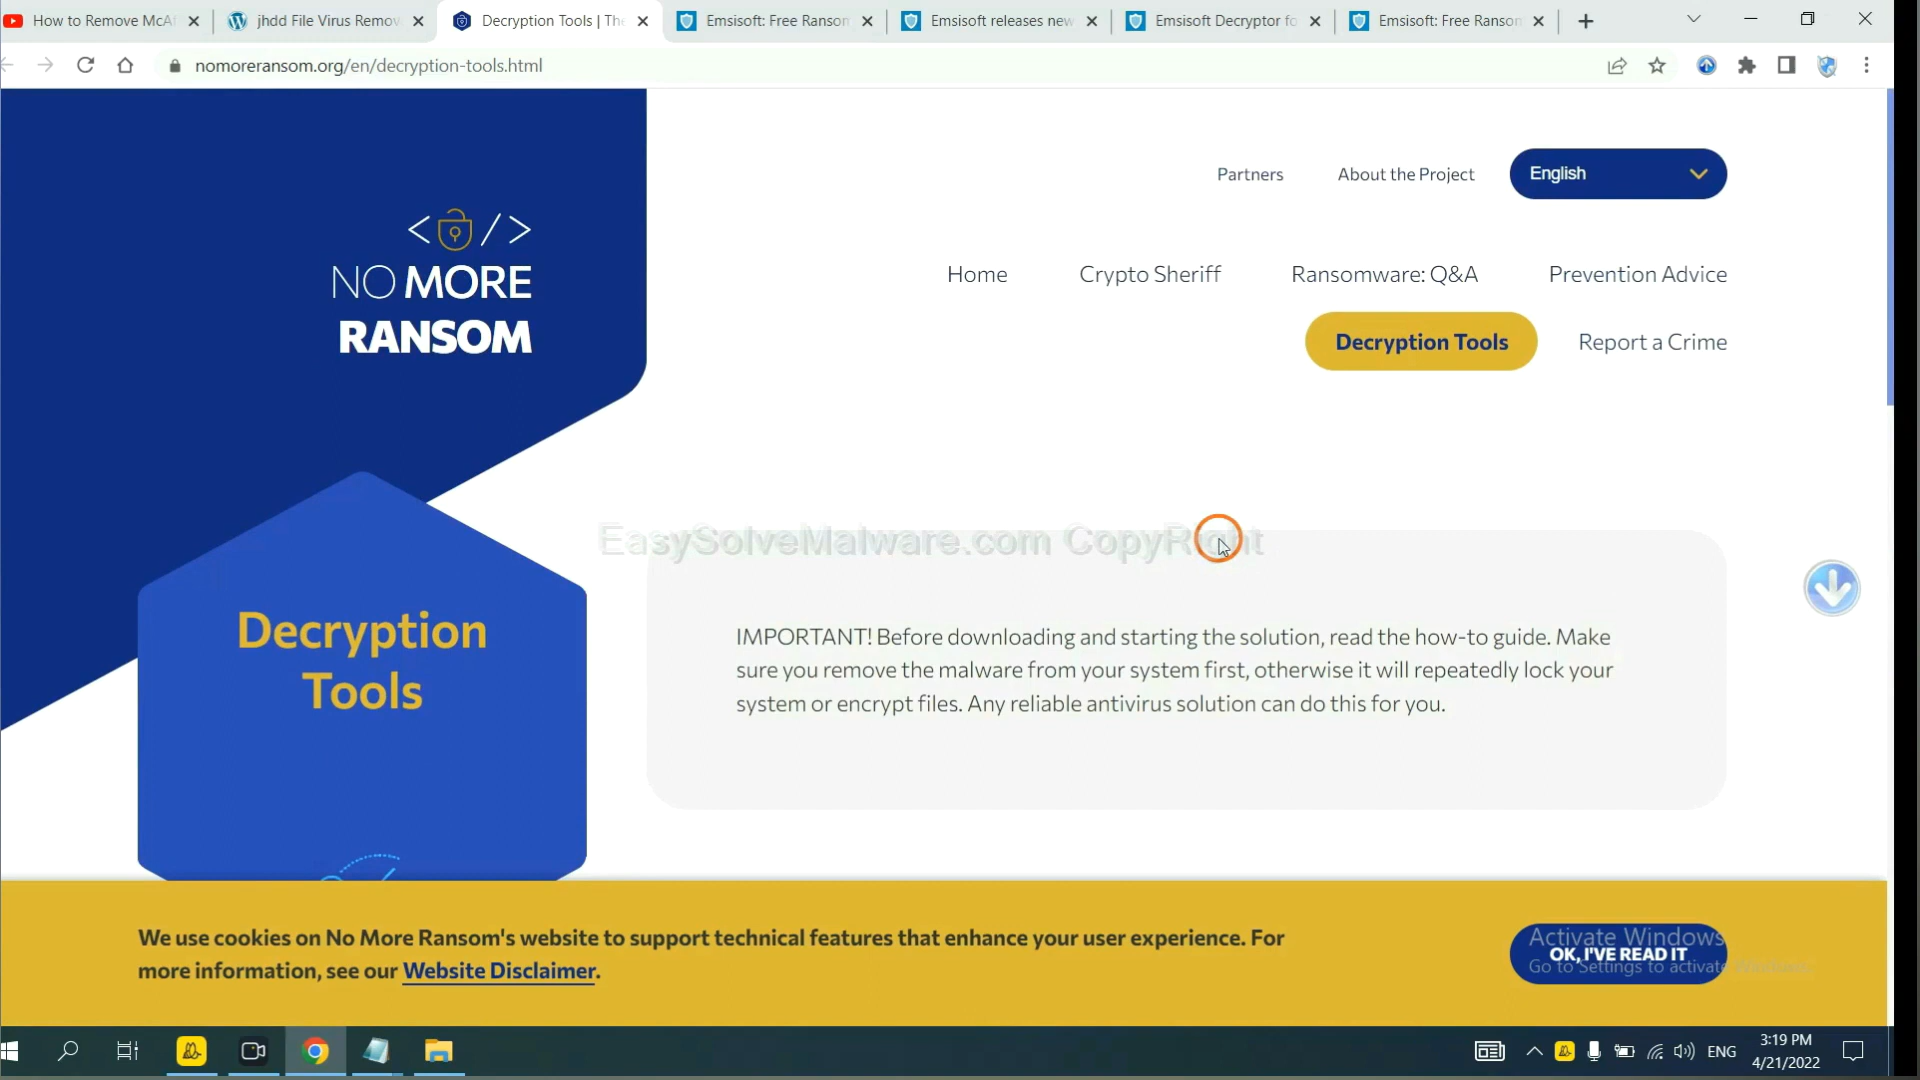 How to Remove McA
jhdd File Virus Remov
Decryption Tools | The
Emsisoft: Free Ransom
Emsisoft releases new
Emsisoft Decryptor fo
Emsisoft: Free Ransom
nomoreransom.org/en/decryption-tools.html
Partners
About the Project
English
NO MORE
RANSOM
Home
Crypto Sheriff
Ransomware: Q&A
Prevention Advice
Decryption Tools
Report a Crime
EasySolveMalware.com CopyRight
Decryption
Tools
IMPORTANT! Before downloading and starting the solution, read the how-to guide. Make
sure you remove the malware from your system first, otherwise it will repeatedly lock your
system or encrypt files. Any reliable antivirus solution can do this for you.
We use cookies on No More Ransom's website to support technical features that enhance your user experience. For
more information, see our Website Disclaimer.
Activate Windows
OK, I'VE READ IT
Go to Settings to activate Windows.
ENG
3:19 PM
4/21/2022